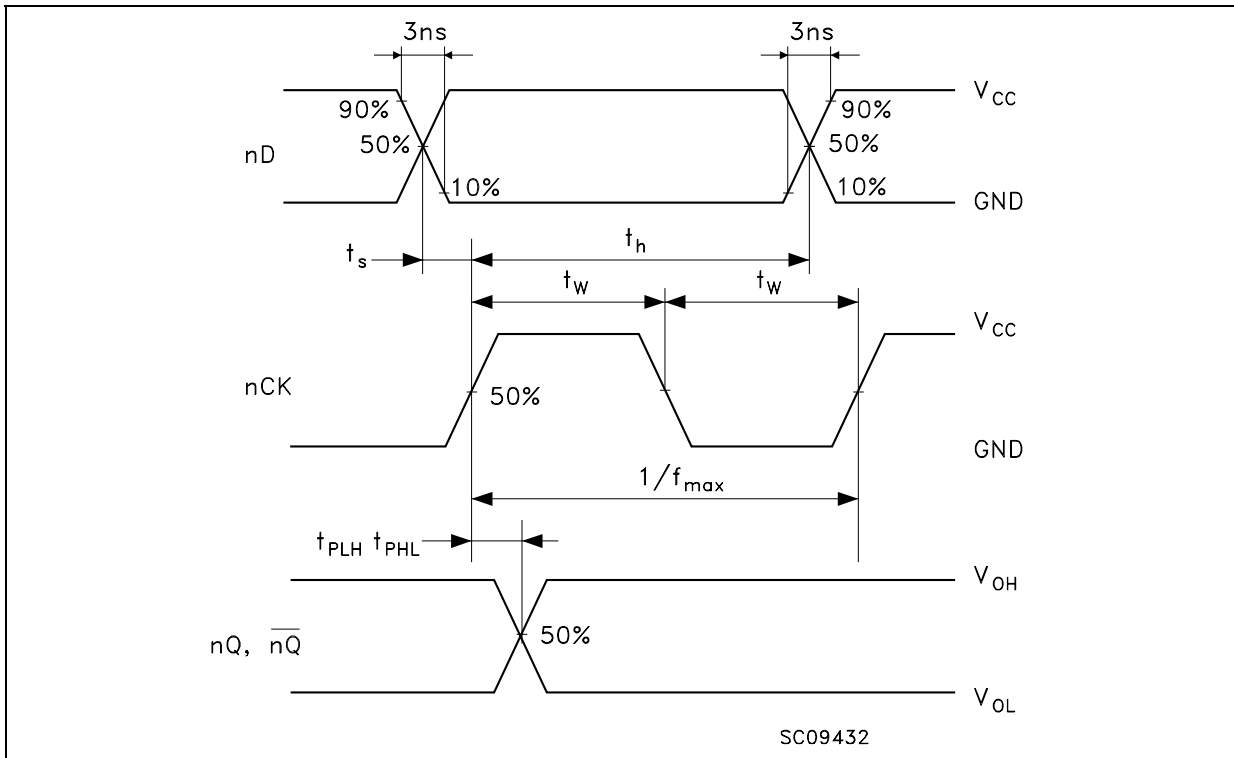 3ns 3ns
V_CC
90% 90%
50% 50%
nD
10% 10%
GND
t_s t_h
t_W t_W
V_CC
nCK 50%
GND
1/f_max
t_PLH t_PHL
V_OH
nQ, n̅Q̅ 50%
V_OL
SC09432